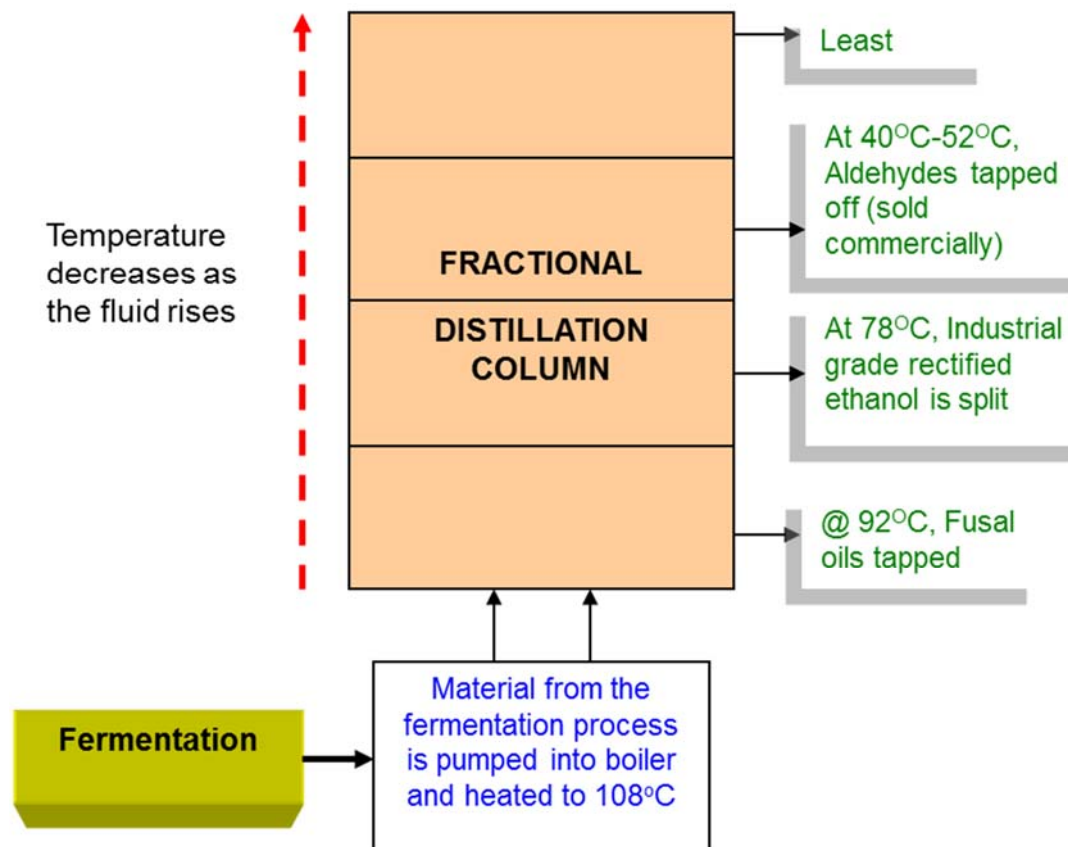 Least
At 40°C-52°C,
Aldehydes tapped
off (sold
commercially)
Temperature
decreases as
the fluid rises
FRACTIONAL
DISTILLATION
COLUMN
At 78°C, Industrial
grade rectified
ethanol is split
@ 92°C, Fusal
oils tapped
Fermentation
Material from the
fermentation process
is pumped into boiler
and heated to 108°C